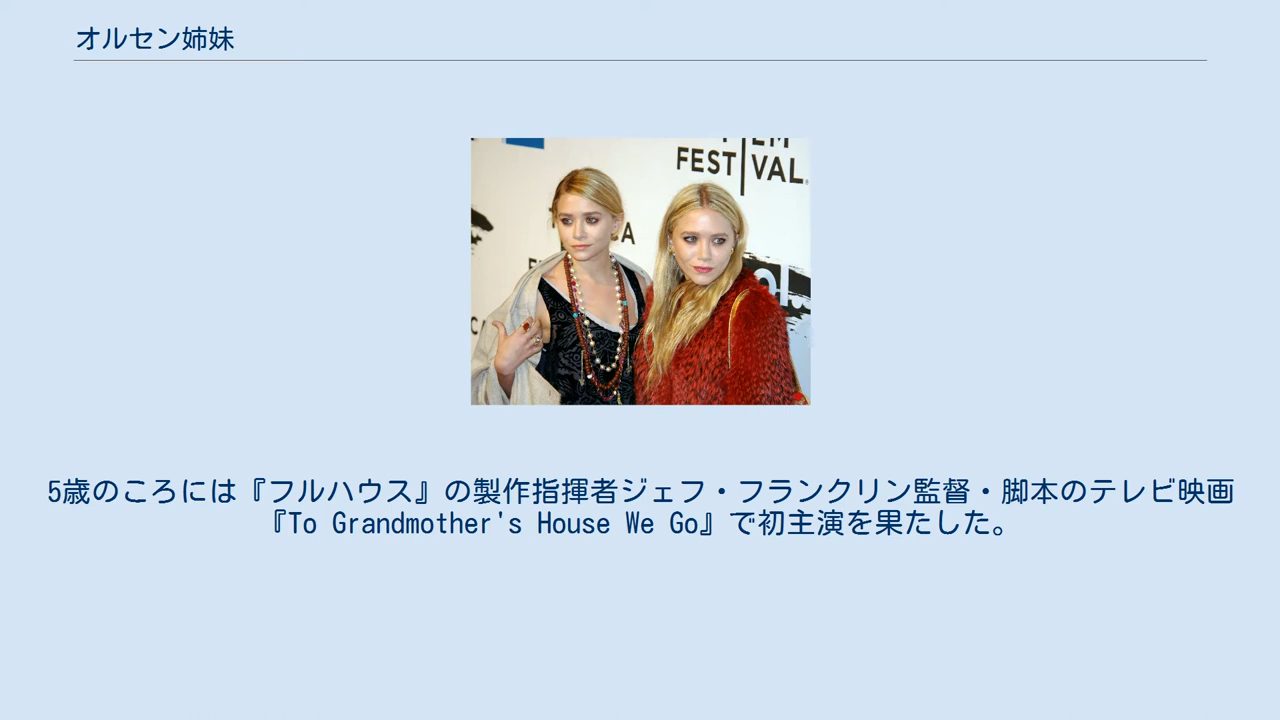 オルセン姉妹
FESTIVAL
5歳のころには『フルハウス』の製作指揮者ジェフ・フランクリン監督・脚本のテレビ映画
『To Grandmother's House We Go』で初主演を果たした。